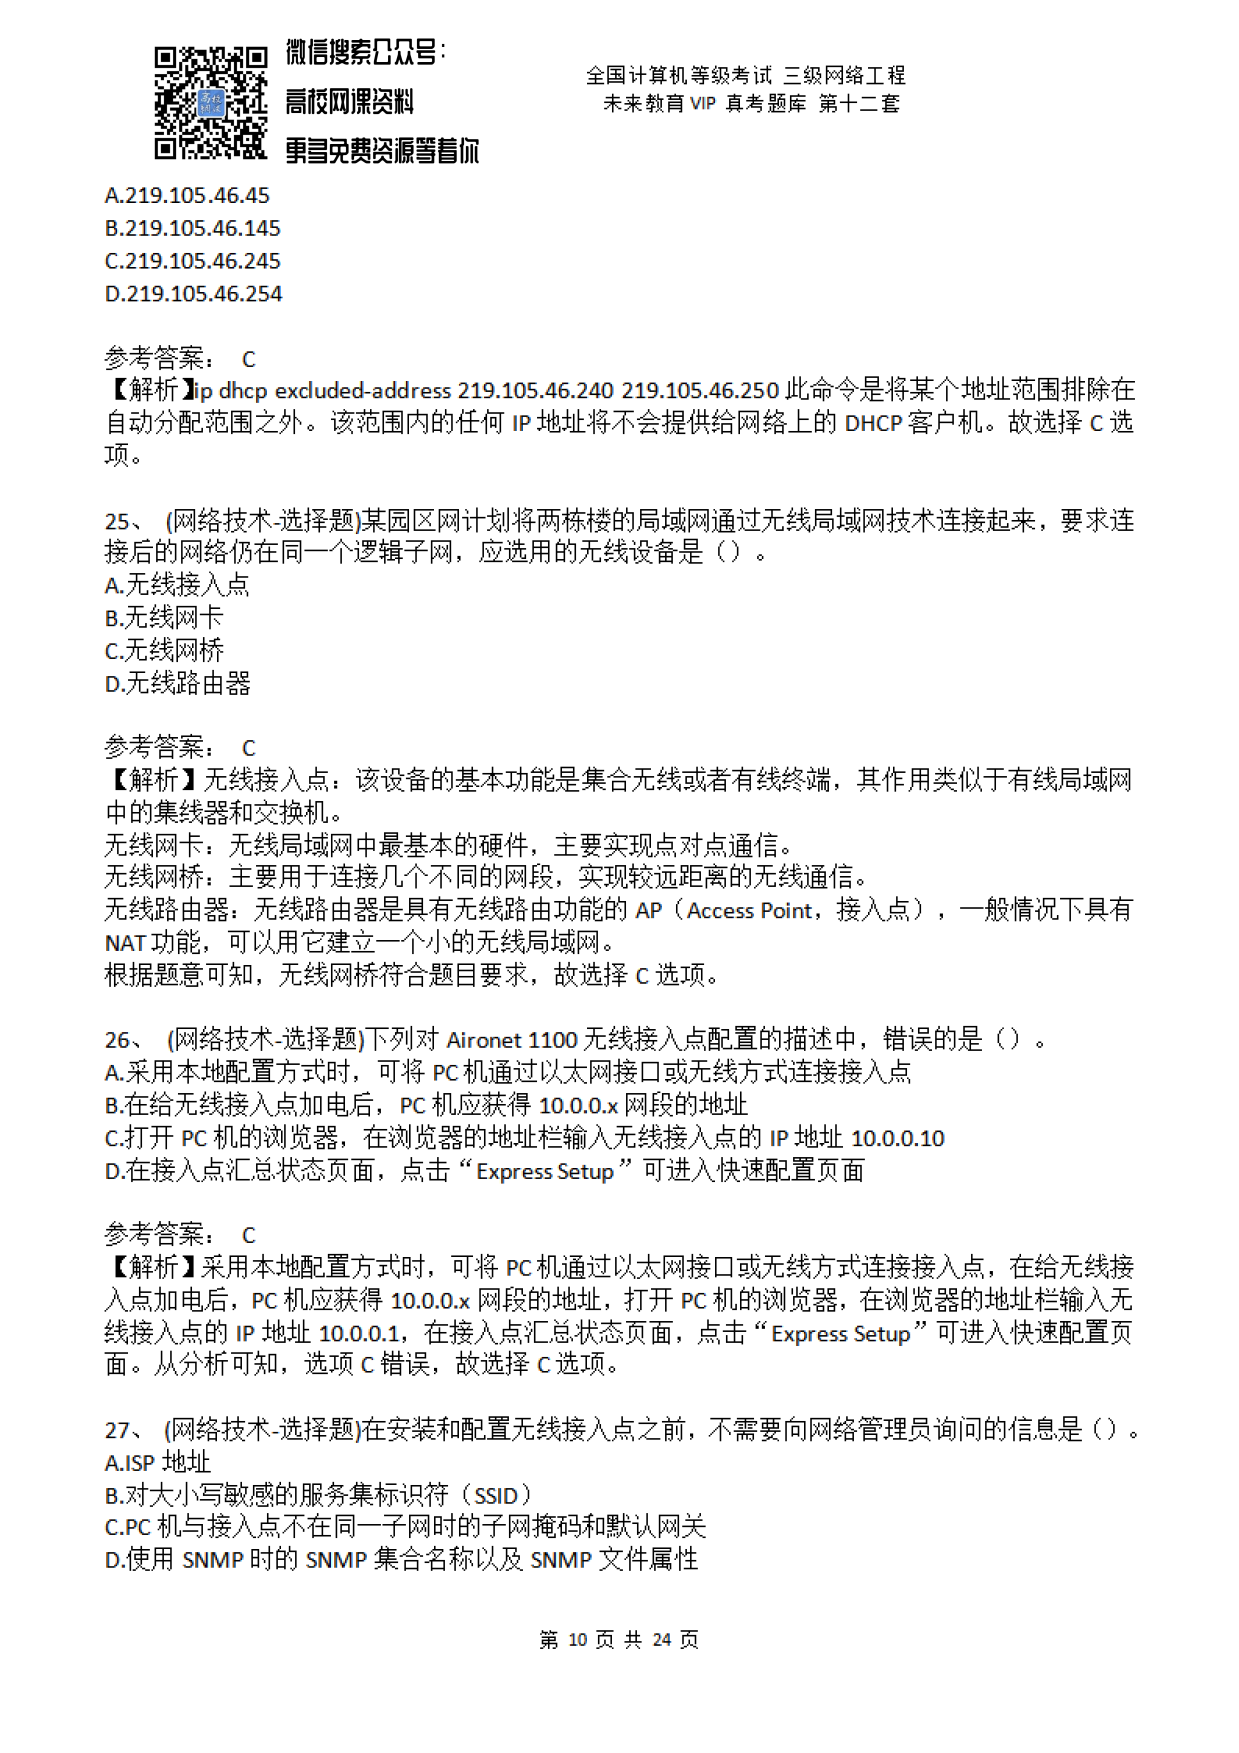 微信搜索公众号：
高校网课资料
更多免费资源等着你
全国计算机等级考试 三级网络工程
未来教育 VIP 真考题库 第十二套
A.219.105.46.45
B.219.105.46.145
C.219.105.46.245
D.219.105.46.254
参考答案： C
【解析】ip dhcp excluded-address 219.105.46.240 219.105.46.250 此命令是将某个地址范围排除在
自动分配范围之外。该范围内的任何 IP 地址将不会提供给网络上的 DHCP 客户机。故选择 C 选
项。
25、 (网络技术-选择题)某园区网计划将两栋楼的局域网通过无线局域网技术连接起来，要求连
接后的网络仍在同一个逻辑子网，应选用的无线设备是（）。
A.无线接入点
B.无线网卡
C.无线网桥
D.无线路由器
参考答案： C
【解析】无线接入点：该设备的基本功能是集合无线或者有线终端，其作用类似于有线局域网
中的集线器和交换机。
无线网卡：无线局域网中最基本的硬件，主要实现点对点通信。
无线网桥：主要用于连接几个不同的网段，实现较远距离的无线通信。
无线路由器：无线路由器是具有无线路由功能的 AP（Access Point，接入点），一般情况下具有
NAT 功能，可以用它建立一个小的无线局域网。
根据题意可知，无线网桥符合题目要求，故选择 C 选项。
26、 (网络技术-选择题)下列对 Aironet 1100 无线接入点配置的描述中，错误的是（）。
A.采用本地配置方式时，可将 PC 机通过以太网接口或无线方式连接接入点
B.在给无线接入点加电后，PC 机应获得 10.0.0.x 网段的地址
C.打开 PC 机的浏览器，在浏览器的地址栏输入无线接入点的 IP 地址 10.0.0.10
D.在接入点汇总状态页面，点击“Express Setup”可进入快速配置页面
参考答案： C
【解析】采用本地配置方式时，可将 PC 机通过以太网接口或无线方式连接接入点，在给无线接
入点加电后，PC 机应获得 10.0.0.x 网段的地址，打开 PC 机的浏览器，在浏览器的地址栏输入无
线接入点的 IP 地址 10.0.0.1，在接入点汇总状态页面，点击“Express Setup”可进入快速配置页
面。从分析可知，选项 C 错误，故选择 C 选项。
27、 (网络技术-选择题)在安装和配置无线接入点之前，不需要向网络管理员询问的信息是（）。
A.ISP 地址
B.对大小写敏感的服务集标识符（SSID）
C.PC 机与接入点不在同一子网时的子网掩码和默认网关
D.使用 SNMP 时的 SNMP 集合名称以及 SNMP 文件属性
第 10 页 共 24 页